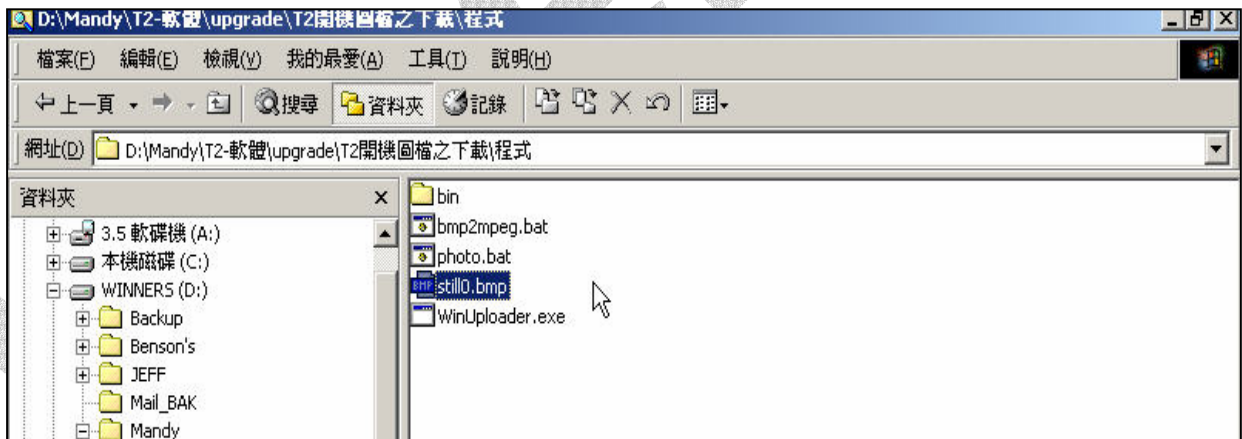 D:\Mandy\T2-軟體\upgrade\T2開機圖檔之下載\程式
檔案(F) 編輯(E) 檢視(V) 我的最愛(A) 工具(T) 說明(H)
上一頁 搜尋 資料夾 記錄
網址(D) D:\Mandy\T2-軟體\upgrade\T2開機圖檔之下載\程式
資料夾
3.5 軟碟機 (A:)
本機磁碟 (C:)
WINNERS (D:)
Backup
Benson's
JEFF
Mail_BAK
Mandy
bin
bmp2mpeg.bat
photo.bat
BMP still0.bmp
WinUploader.exe